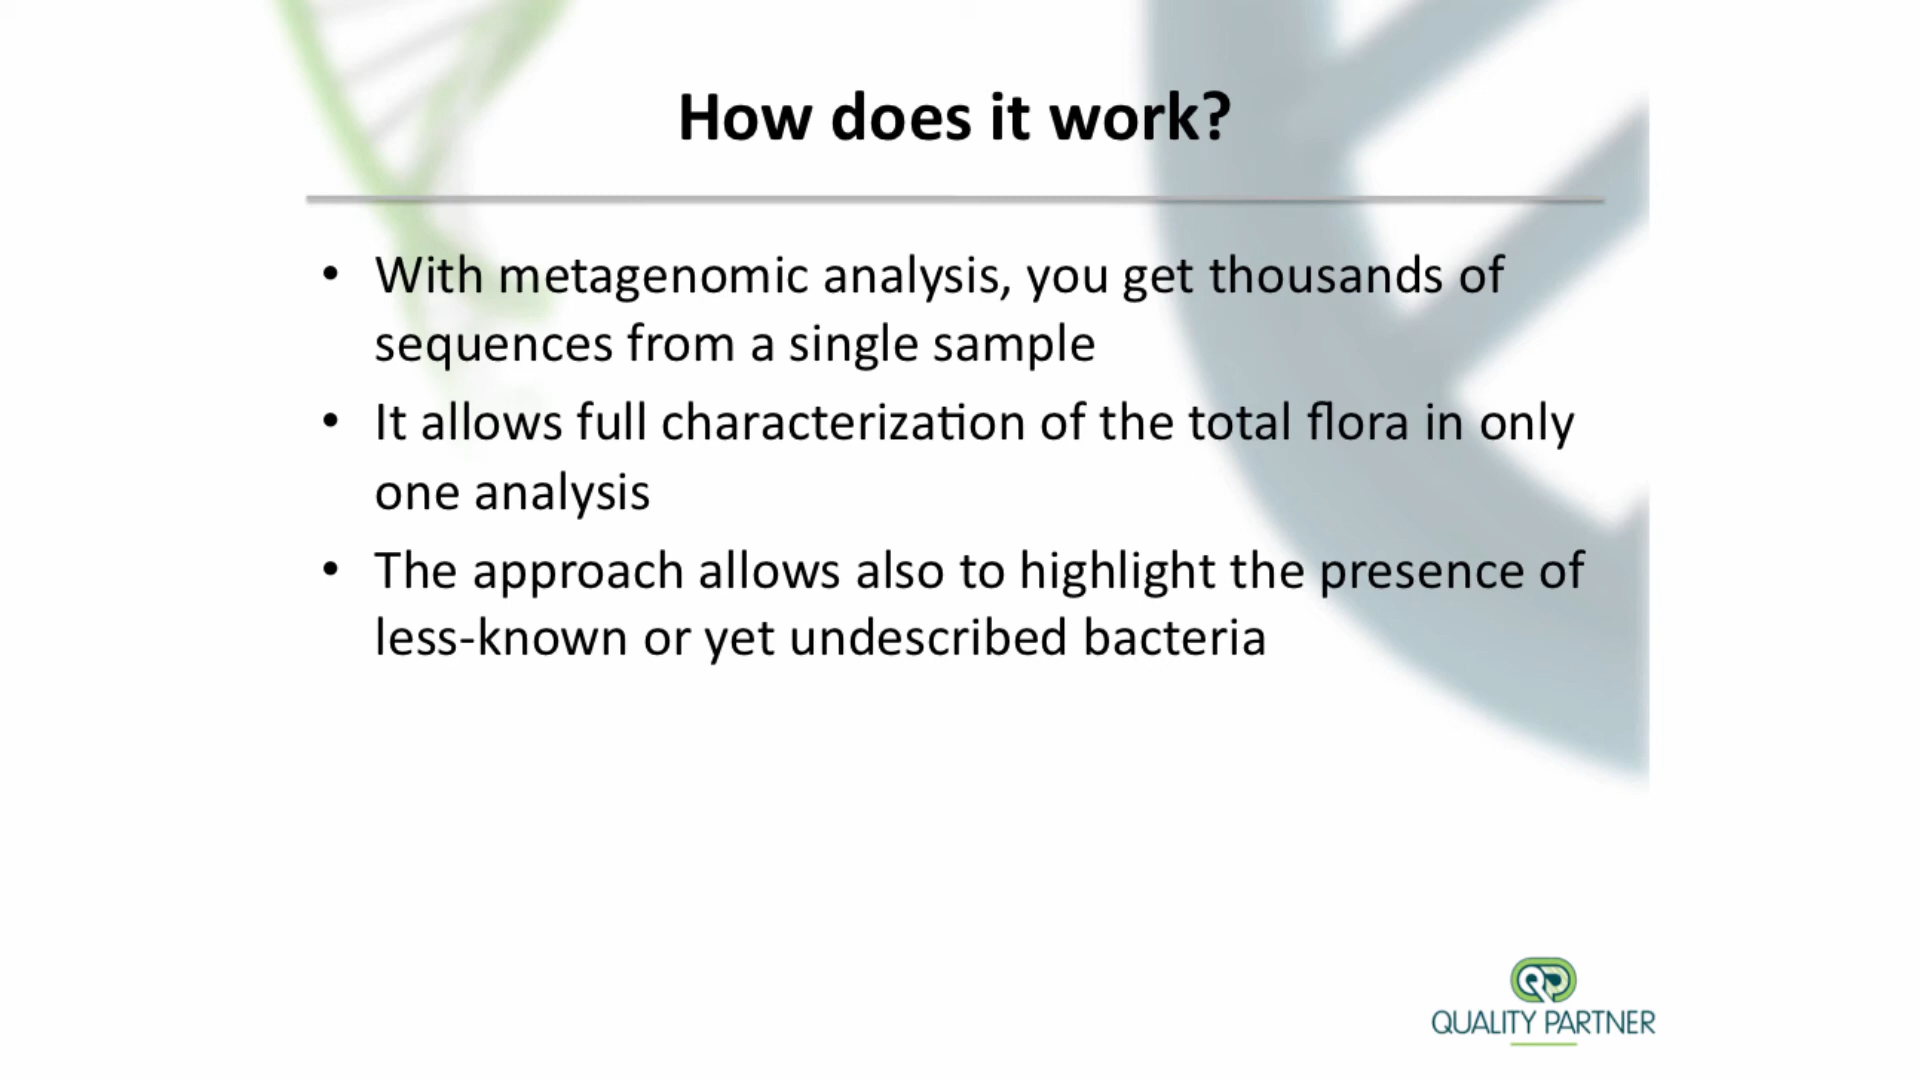 How does it work?
• With metagenomic analysis, you get thousands of
sequences from a single sample
• It allows full characterization of the total flora in only
one analysis
• The approach allows also to highlight the presence of
less-known or yet undescribed bacteria
QP
QUALITY PARTNER